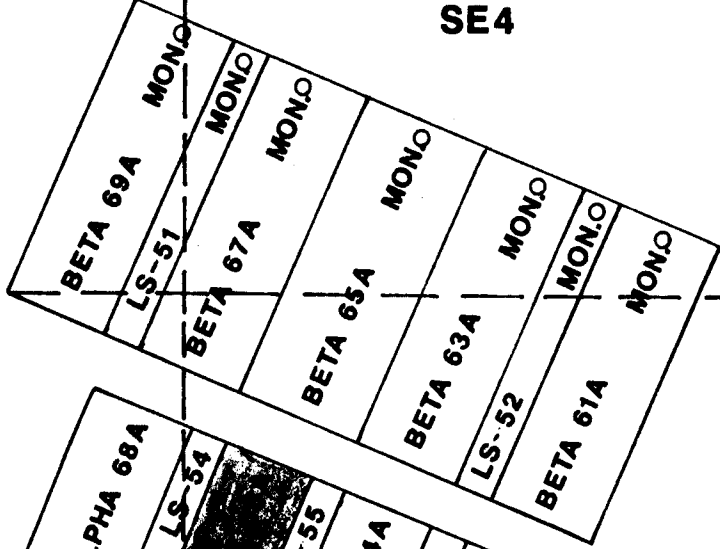 SE4
MON.
MON.
MON.
MON.
MON.
MON.
MON.
BETA 69A
LS-51
BETA 67A
BETA 65A
BETA 63A
LS-52
BETA 61A
PHA 68A
LS-54
55
4A